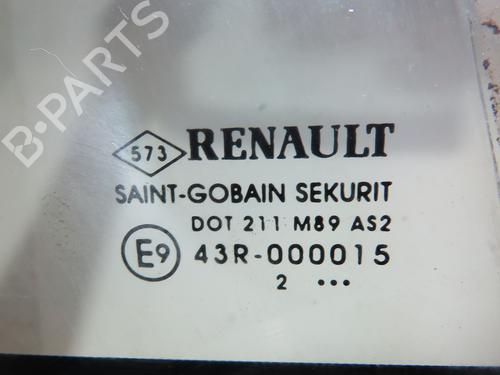 B-PARTS
573 RENAULT
SAINT-GOBAIN SEKURIT
DOT 211 M89 AS2
E9 43R-000015
2 •••